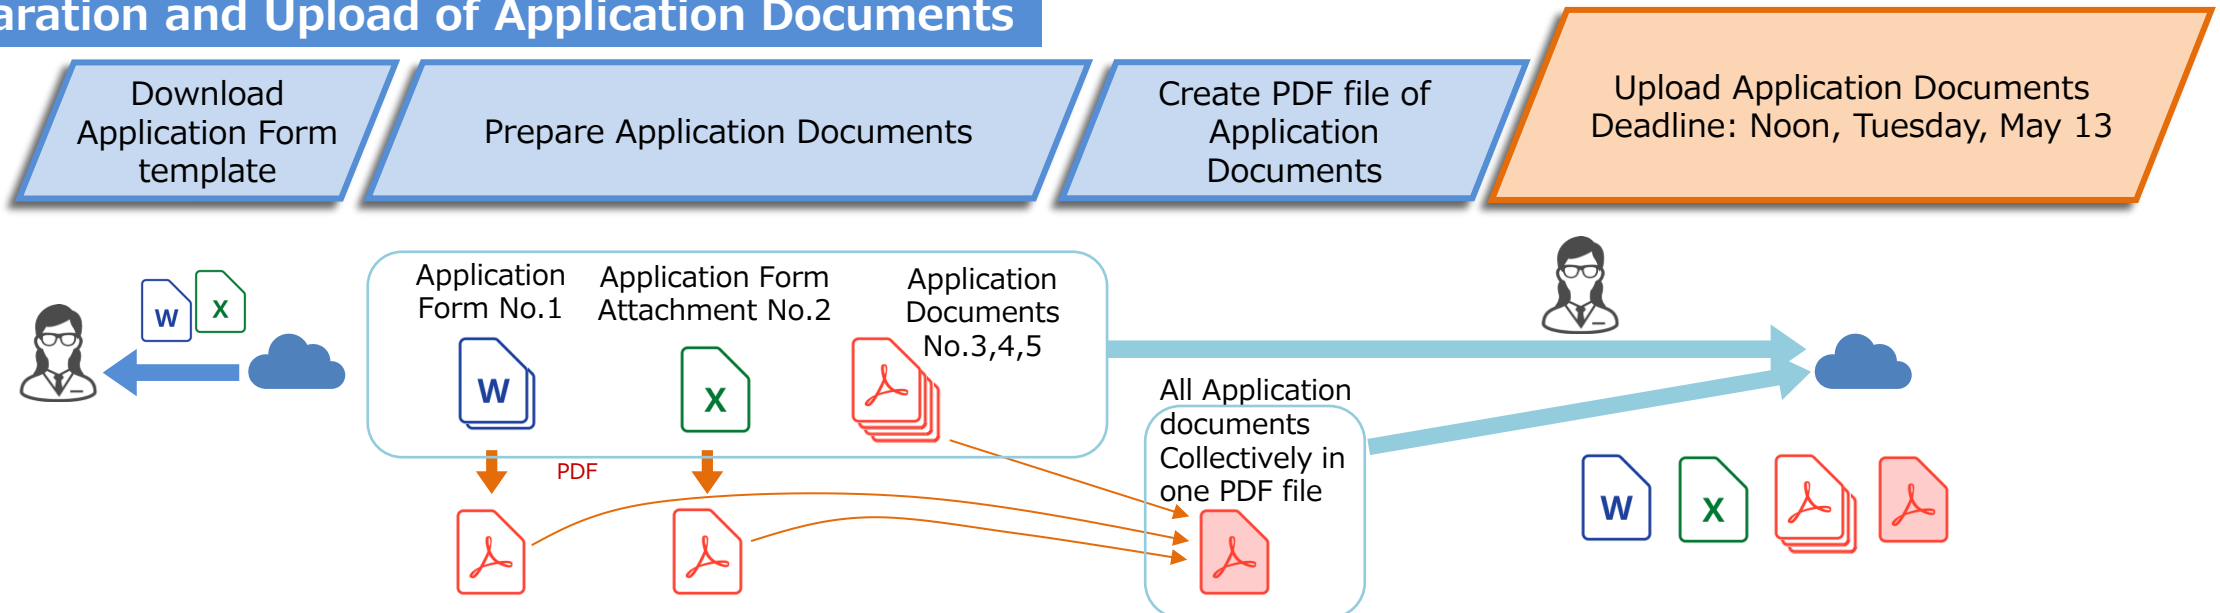 aration and Upload of Application Documents
Download
Application Form
template
Prepare Application Documents
Create PDF file of
Application
Documents
Upload Application Documents
Deadline: Noon, Tuesday, May 13
W
X
Application
Form No.1
Application Form
Attachment No.2
Application
Documents
No.3,4,5
W
X
PDF
All Application
documents
Collectively in
one PDF file
W
X